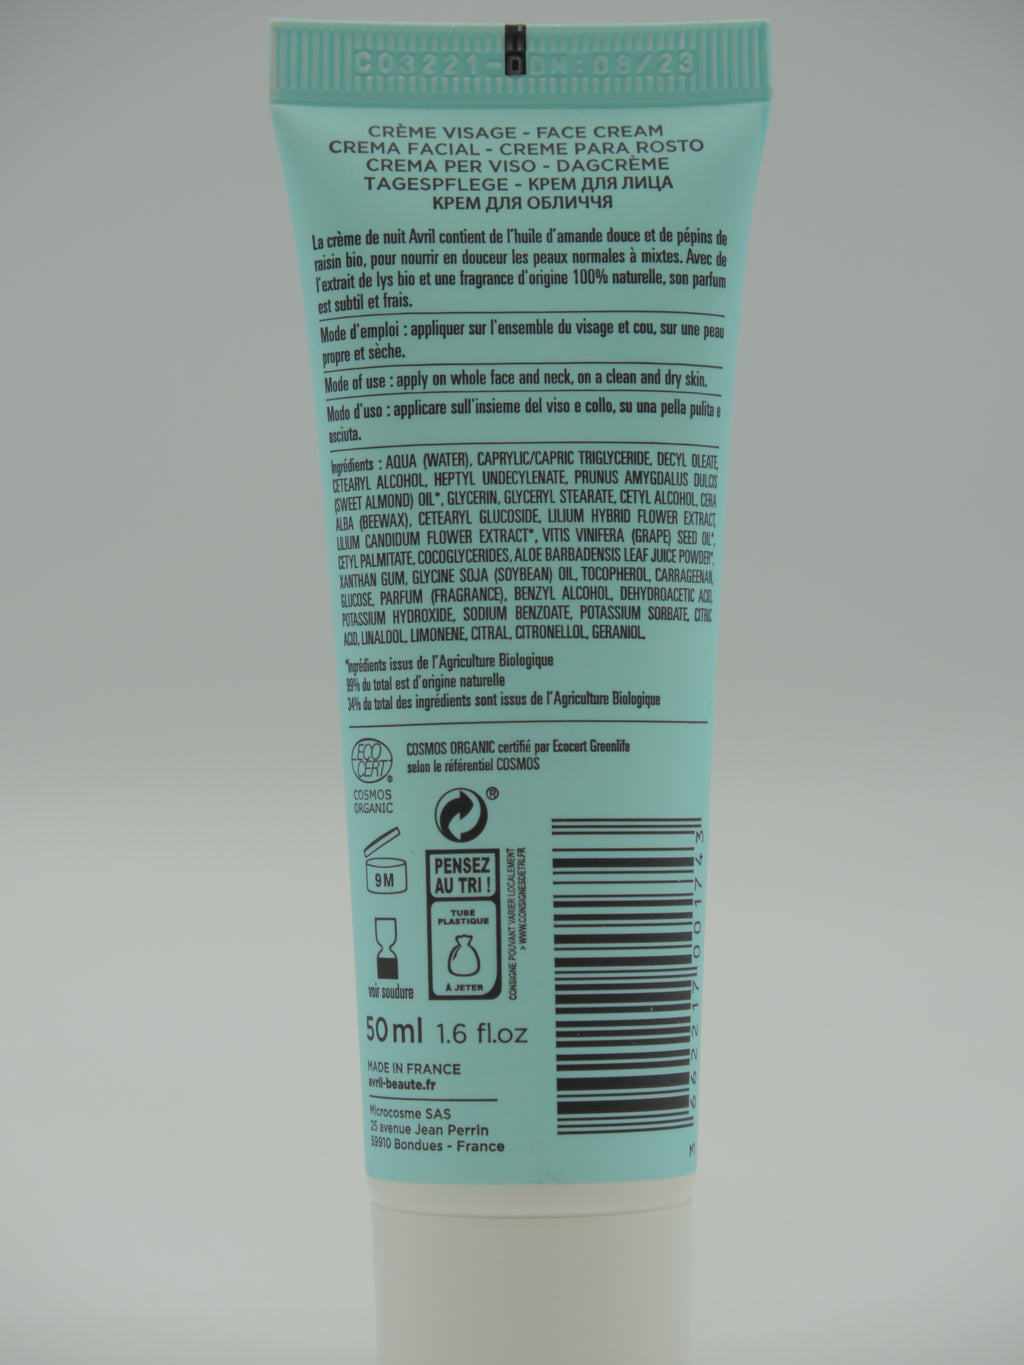 C03221-D DM:08/23
CRÈME VISAGE - FACE CREAM
CREMA FACIAL - CREME PARA ROSTO
CREMA PER VISO - DAGCRÈME
TAGESPFLEGE - КРЕМ ДЛЯ ЛИЦА
КРЕМ ДЛЯ ОБЛИЧЧЯ
La crème de nuit Avril contient de l'huile d'amande douce et de pépins de
raisin bio, pour nourrir en douceur les peaux normales à mixtes. Avec de
l'extrait de lys bio et une fragrance d'origine 100% naturelle, son parfum
est subtil et frais.
Mode d'emploi : appliquer sur l'ensemble du visage et cou, sur une peau
propre et sèche.
Mode of use : apply on whole face and neck, on a clean and dry skin.
Modo d'uso : applicare sull'insieme del viso e collo, su una pella pulita e
asciuta.
Ingrédients : AQUA (WATER), CAPRYLIC/CAPRIC TRIGLYCERIDE, DECYL OLEATE,
CETEARYL ALCOHOL, HEPTYL UNDECYLENATE, PRUNUS AMYGDALUS DULCIS
(SWEET ALMOND) OIL*, GLYCERIN, GLYCERYL STEARATE, CETYL ALCOHOL, CERA
ALBA (BEEWAX), CETEARYL GLUCOSIDE, LILIUM HYBRID FLOWER EXTRACT,
LILIUM CANDIDUM FLOWER EXTRACT*, VITIS VINIFERA (GRAPE) SEED OIL*,
CETYL PALMITATE, COCOGLYCERIDES, ALOE BARBADENSIS LEAF JUICE POWDER*,
XANTHAN GUM, GLYCINE SOJA (SOYBEAN) OIL, TOCOPHEROL, CARRAGEENAN,
GLUCOSE, PARFUM (FRAGRANCE), BENZYL ALCOHOL, DEHYDROACETIC ACID,
POTASSIUM HYDROXIDE, SODIUM BENZOATE, POTASSIUM SORBATE, CITRIC
ACID, LINALOOL, LIMONENE, CITRAL, CITRONELLOL, GERANIOL.
*Ingrédients issus de l'Agriculture Biologique
99% du total est d'origine naturelle
34% du total des ingrédients sont issus de l'Agriculture Biologique
ECO
CERT®
COSMOS
ORGANIC
COSMOS ORGANIC certifié par Ecocert Greenlife
selon le référentiel COSMOS
®
9M
PENSEZ
AU TRI !
TUBE
PLASTIQUE
À JETER
CONSIGNE POUVANT VARIER LOCALEMENT
> WWW.CONSIGNESDETRI.FR
voir soudure
50 ml 1.6 fl.oz
MADE IN FRANCE
avril-beaute.fr
Microcosme SAS
25 avenue Jean Perrin
59910 Bondues - France
3 662217 001743